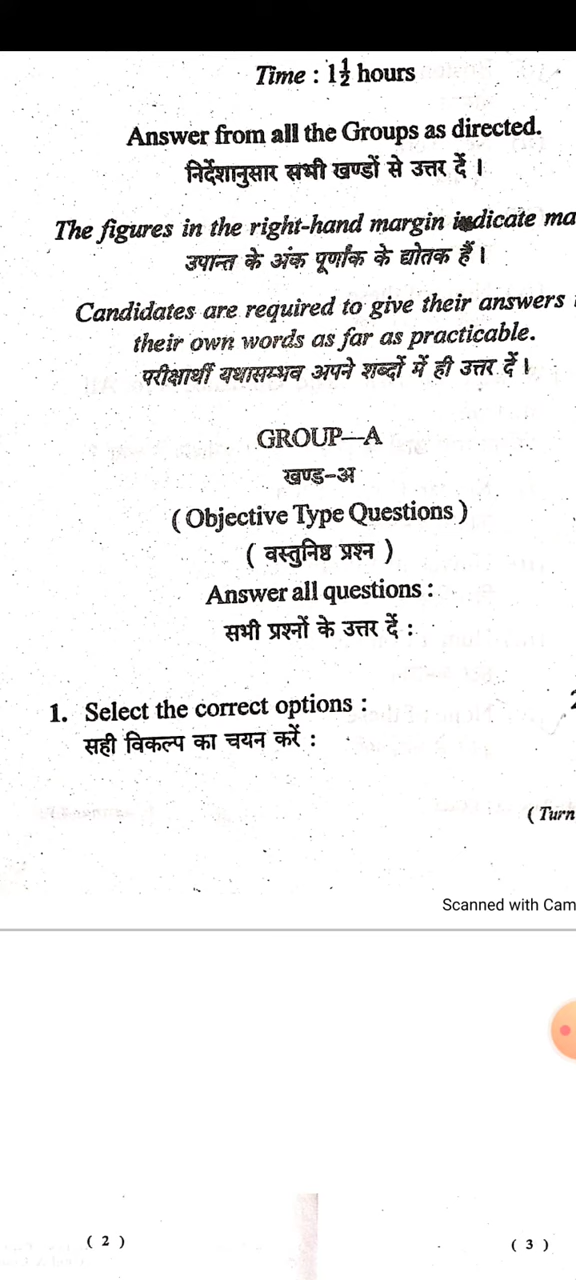 Time : 1½ hours
Answer from all the Groups as directed.
निर्देशानुसार सभी खण्डों से उत्तर दें ।
The figures in the right-hand margin indicate
उपान्त के अंक पूर्णांक के द्योतक हैं ।
Candidates are required to give their answers
their own words as far as practicable.
परीक्षार्थी यथासम्भव अपने शब्दों में ही उत्तर दें ।
GROUP—A
खण्ड-अ
( Objective Type Questions )
( वस्तुनिष्ठ प्रश्न )
Answer all questions :
सभी प्रश्नों के उत्तर दें :
1. Select the correct options :
सही विकल्प का चयन करें :
( Turn
Scanned with Cam
( 2 )
( 3 )